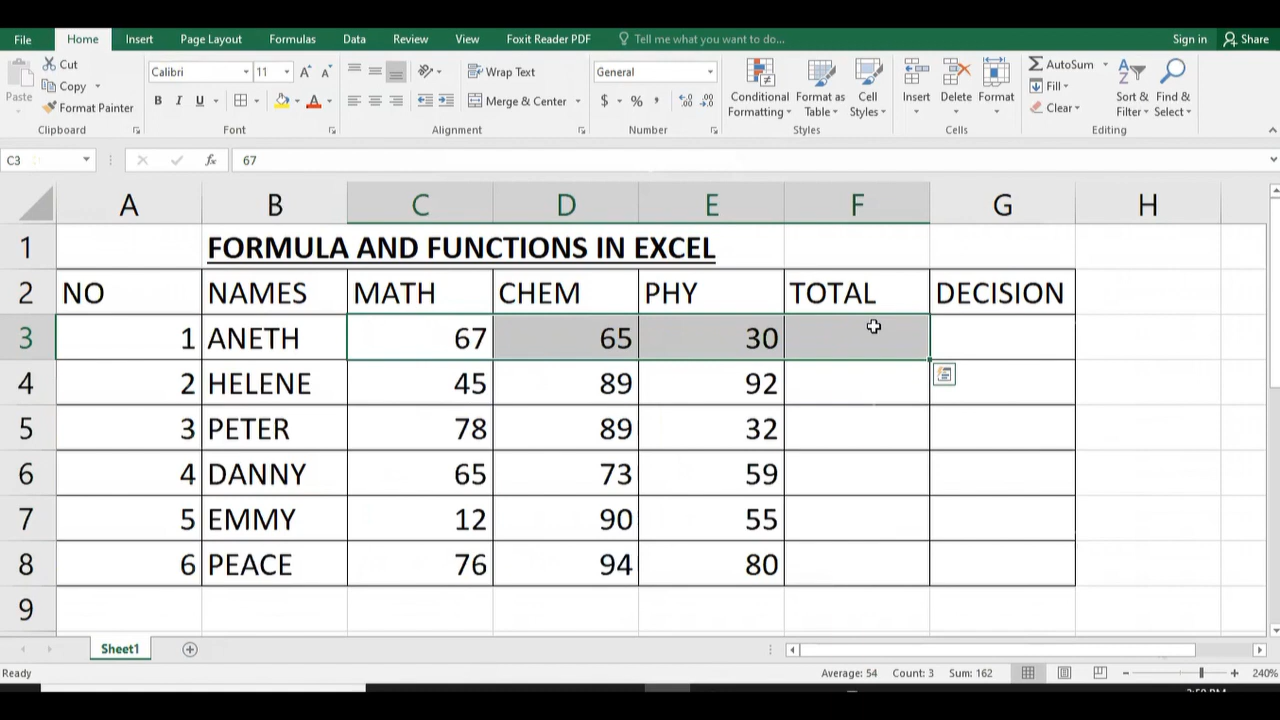 File Home Insert Page Layout Formulas Data Review View Foxit Reader PDF Tell me what you want to do... Sign in Share
Paste Cut Calibri 11 Wrap Text General Conditional Formatting Format as Table Cell Styles Insert Delete Format AutoSum Sort & Filter Find & Select
Copy Fill
Format Painter B I U A Merge & Center $ % , Clear
Clipboard Font Alignment Number Styles Cells Editing
C3 fx 67
A B C D E F G H
1 FORMULA AND FUNCTIONS IN EXCEL
2 NO NAMES MATH CHEM PHY TOTAL DECISION
3 1 ANETH 67 65 30
4 2 HELENE 45 89 92
5 3 PETER 78 89 32
6 4 DANNY 65 73 59
7 5 EMMY 12 90 55
8 6 PEACE 76 94 80
9
Sheet1
Ready Average: 54 Count: 3 Sum: 162 240%